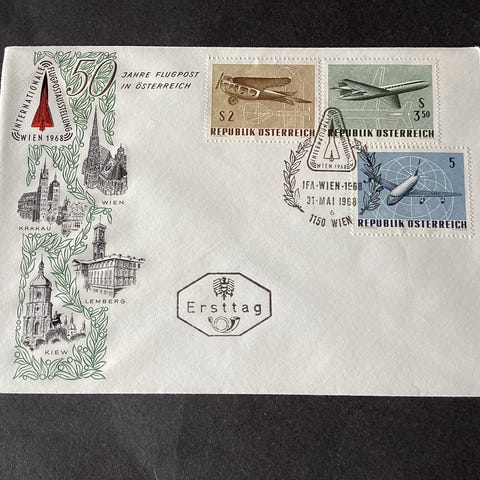 INTERNATIONALE
FLUGPOSTAUSSTELLUNG
WIEN 1968
50 JAHRE FLUGPOST
IN ÖSTERREICH
WIEN
KRAKAU
LEMBERG
KIEW
S 2
REPUBLIK ÖSTERREICH
S
3,50
REPUBLIK ÖSTERREICH
5
REPUBLIK ÖSTERREICH
INTERNATIONALE
WIEN 1968
IFA-WIEN-1968
31-MAI 1968
6
1150 WIEN
Ersttag